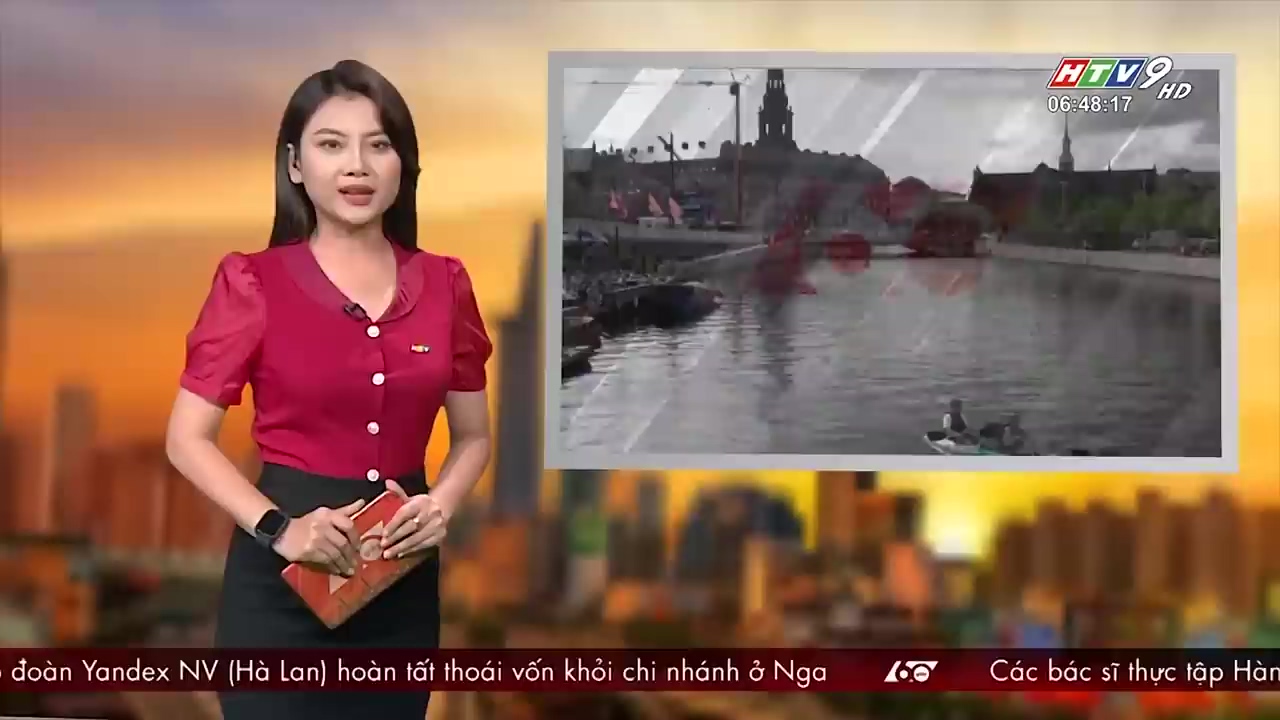 HTV9
HD
06:48:17
đoàn Yandex NV (Hà Lan) hoàn tất thoái vốn khỏi chi nhánh ở Nga
60
Các bác sĩ thực tập Hàn